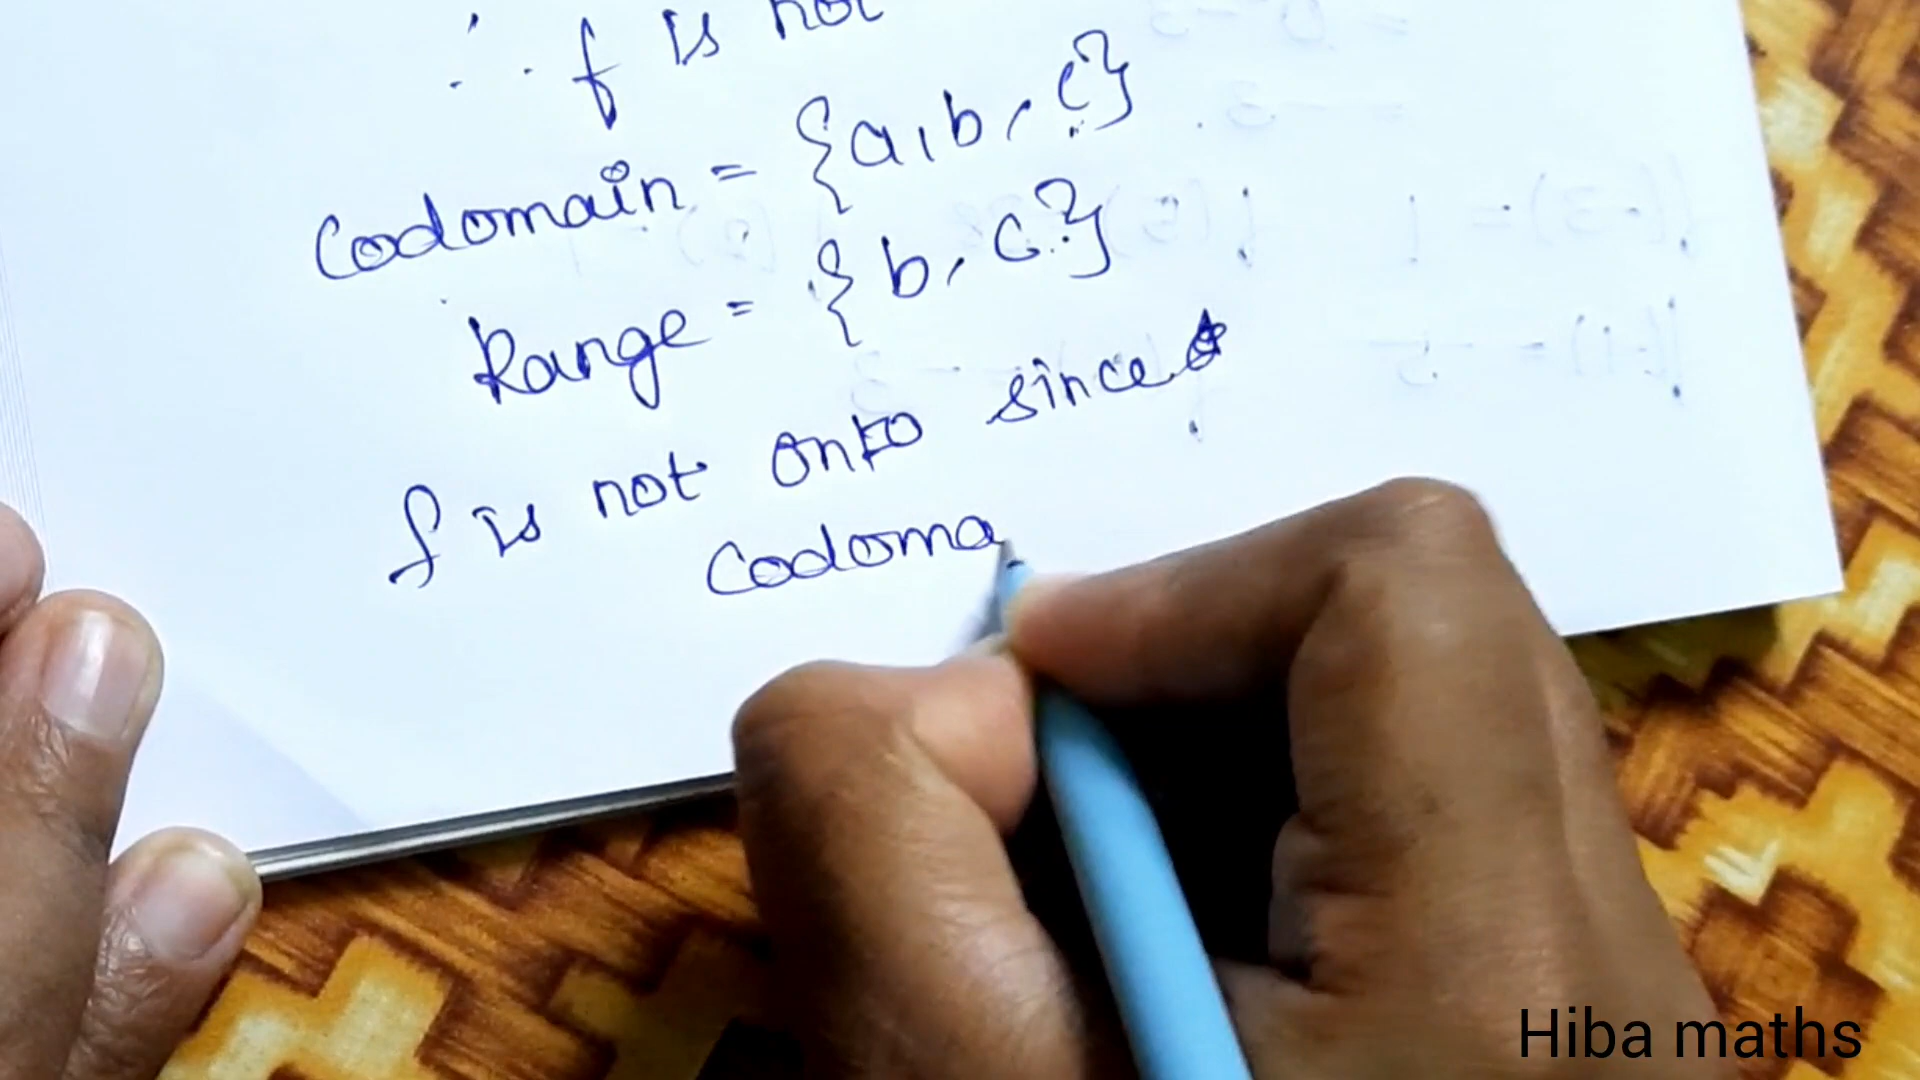 ∴ f is not
Codomain = {a, b, c}
Range = {b, c}
f is not onto since
Codoma
Hiba maths